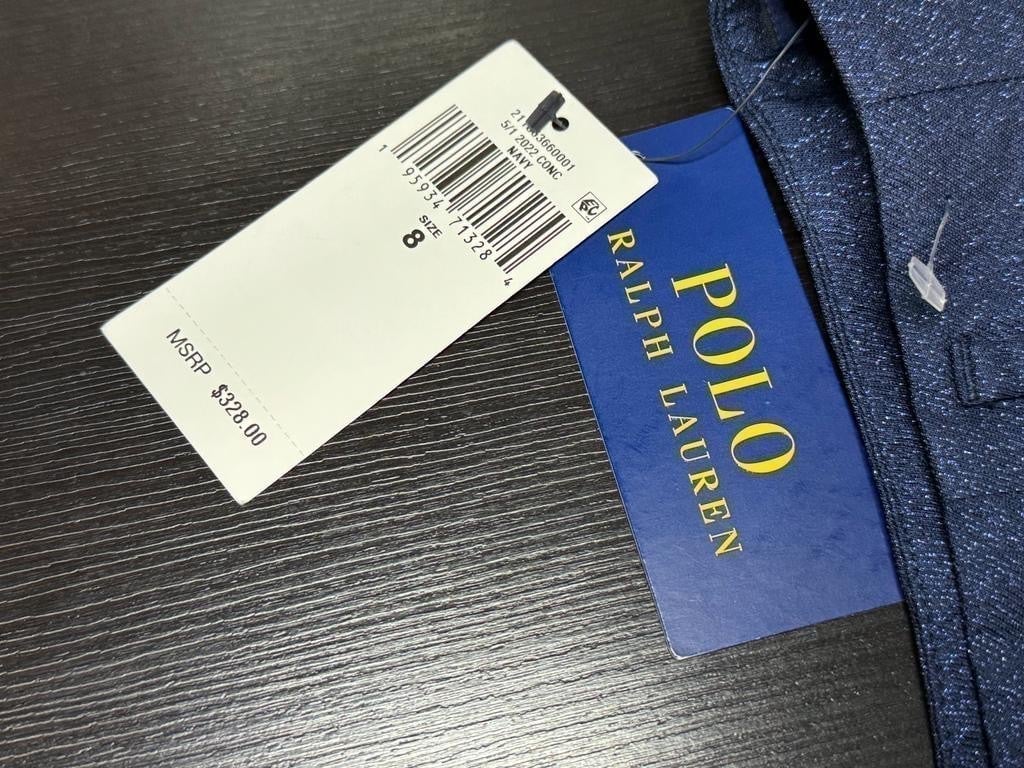 5/1 2022 CONC
NAVY
1 95934 71328 4
SIZE
8
MSRP $328.00
POLO
RALPH LAUREN